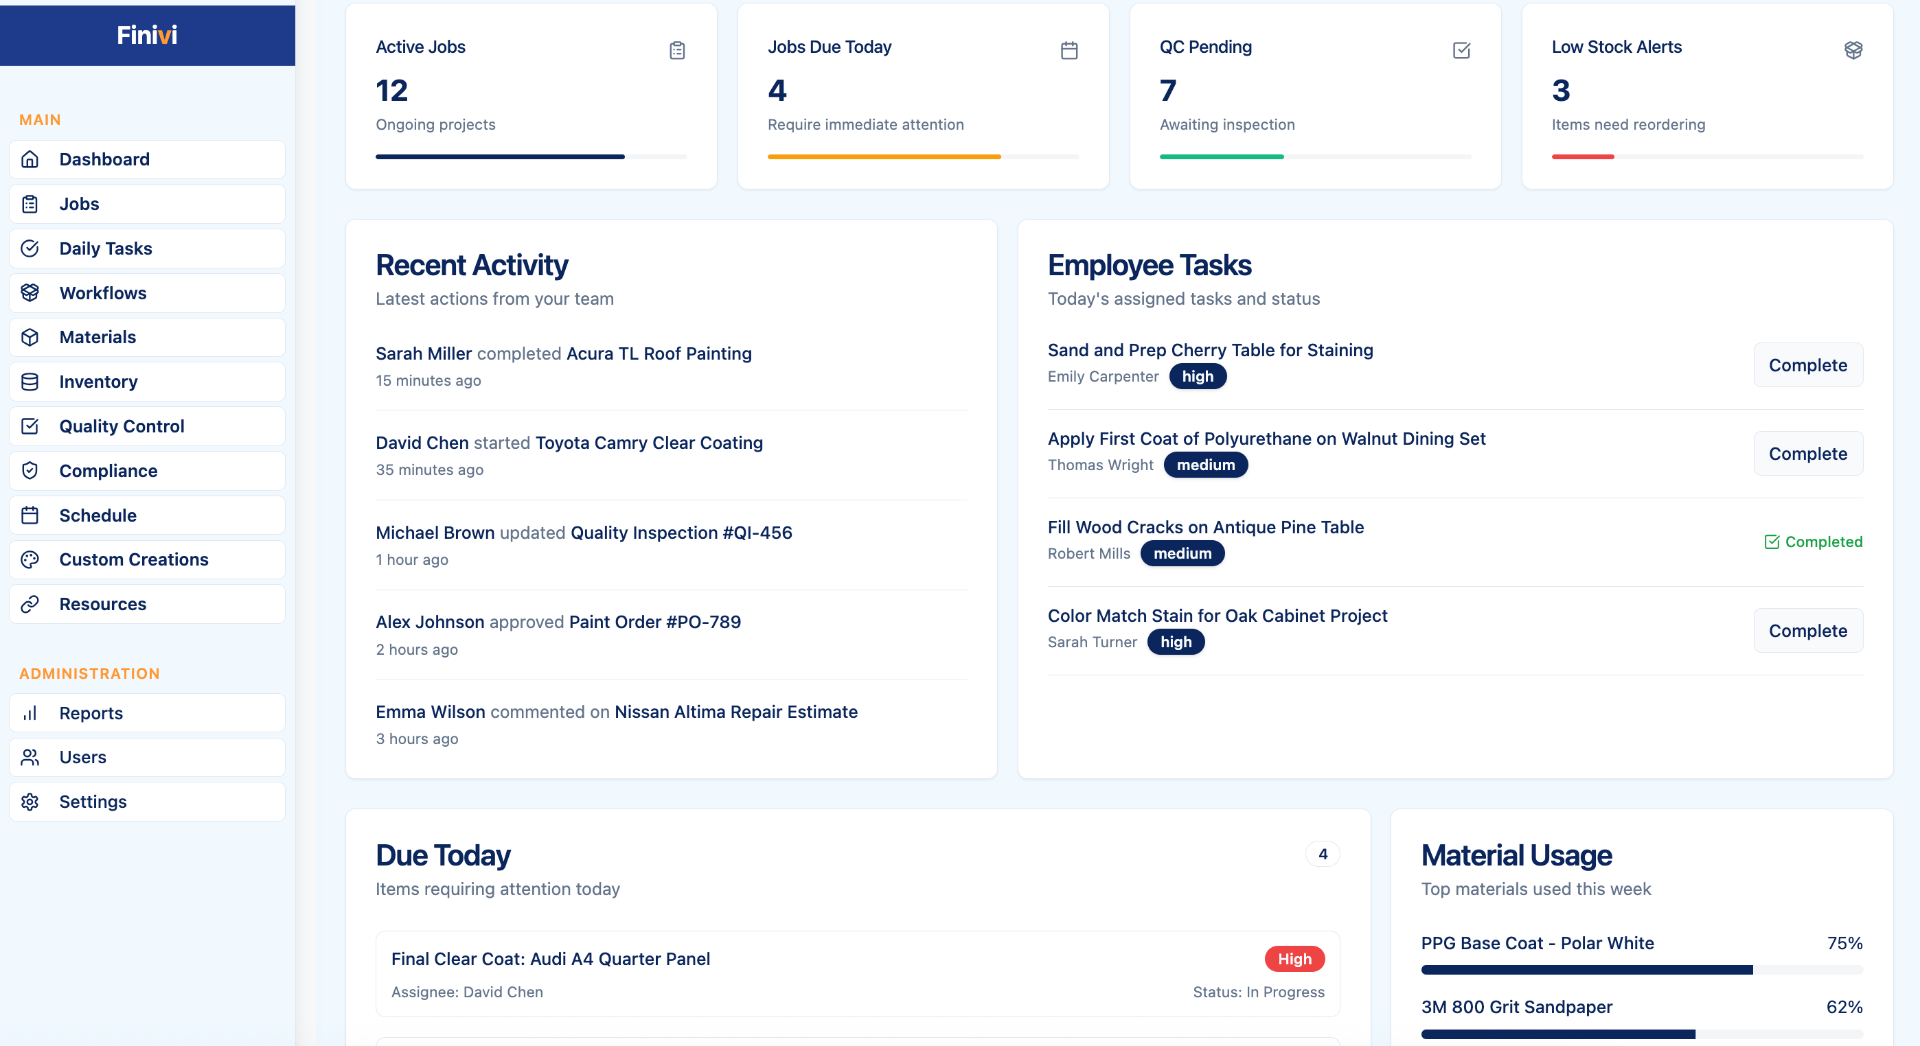 Finivi
MAIN
Dashboard
Jobs
Daily Tasks
Workflows
Materials
Inventory
Quality Control
Compliance
Schedule
Custom Creations
Resources
ADMINISTRATION
Reports
Users
Settings
Active Jobs
12
Ongoing projects
Jobs Due Today
4
Require immediate attention
QC Pending
7
Awaiting inspection
Low Stock Alerts
3
Items need reordering
Recent Activity
Latest actions from your team
Sarah Miller completed Acura TL Roof Painting
15 minutes ago
David Chen started Toyota Camry Clear Coating
35 minutes ago
Michael Brown updated Quality Inspection #QI-456
1 hour ago
Alex Johnson approved Paint Order #PO-789
2 hours ago
Emma Wilson commented on Nissan Altima Repair Estimate
3 hours ago
Employee Tasks
Today's assigned tasks and status
Sand and Prep Cherry Table for Staining
Emily Carpenter high
Complete
Apply First Coat of Polyurethane on Walnut Dining Set
Thomas Wright medium
Complete
Fill Wood Cracks on Antique Pine Table
Robert Mills medium
Completed
Color Match Stain for Oak Cabinet Project
Sarah Turner high
Complete
Due Today 4
Items requiring attention today
Final Clear Coat: Audi A4 Quarter Panel High
Assignee: David Chen Status: In Progress
Material Usage
Top materials used this week
PPG Base Coat - Polar White 75%
3M 800 Grit Sandpaper 62%